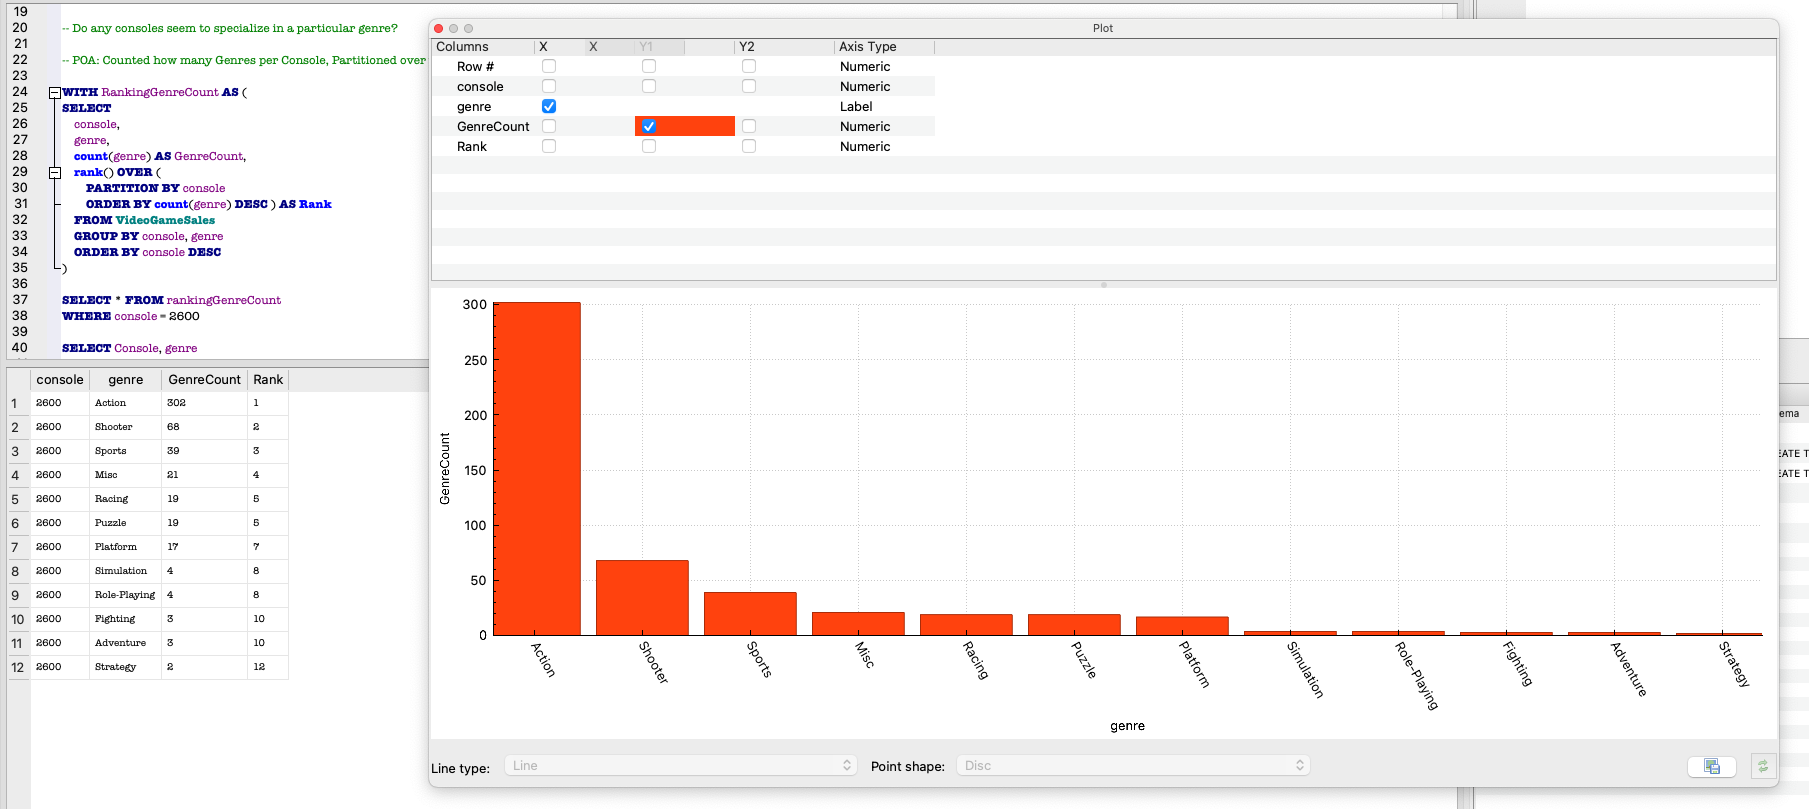 19
20 -- Do any consoles seem to specialize in a particular genre?
21
22 -- POA: Counted how many Genres per Console, Partitioned over
23
24 WITH RankingGenreCount AS (
25 SELECT
26 console,
27 genre,
28 count(genre) AS GenreCount,
29 rank() OVER (
30 PARTITION BY console
31 ORDER BY count(genre) DESC ) AS Rank
32 FROM VideoGameSales
33 GROUP BY console, genre
34 ORDER BY console DESC
35 )
36
37 SELECT * FROM rankingGenreCount
38 WHERE console = 2600
39
40 SELECT Console, genre
console genre GenreCount Rank
1 2600 Action 302 1
2 2600 Shooter 68 2
3 2600 Sports 39 3
4 2600 Misc 21 4
5 2600 Racing 19 5
6 2600 Puzzle 19 5
7 2600 Platform 17 7
8 2600 Simulation 4 8
9 2600 Role-Playing 4 8
10 2600 Fighting 3 10
11 2600 Adventure 3 10
12 2600 Strategy 2 12
Plot
Columns X X Y1 Y2 Axis Type
Row # Numeric
console Numeric
genre Label
GenreCount Numeric
Rank Numeric
GenreCount
300
250
200
150
100
50
0
Action Shooter Sports Misc Racing Puzzle Platform Simulation Role-Playing Fighting Adventure Strategy
genre
Line type: Line Point shape: Disc
ema
EATE T
EATE T